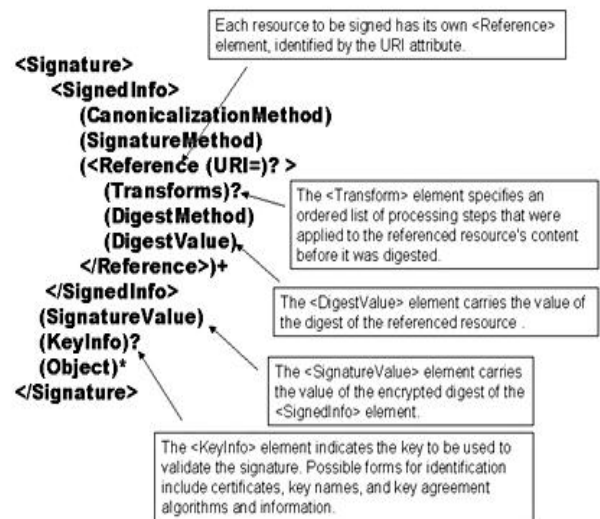 Each resource to be signed has its own <Reference>
element, identified by the URI attribute.
<Signature>
<SignedInfo>
(CanonicalizationMethod)
(SignatureMethod)
(<Reference (URI=)? >
(Transforms)?
(DigestMethod)
(DigestValue)
</Reference>)+
</SignedInfo>
(SignatureValue)
(KeyInfo)?
(Object)*
</Signature>
The <Transform> element specifies an
ordered list of processing steps that were
applied to the referenced resource's content
before it was digested.
The <DigestValue> element carries the value of
the digest of the referenced resource .
The <SignatureValue> element carries
the value of the encrypted digest of the
<SignedInfo> element.
The <KeyInfo> element indicates the key to be used to
validate the signature. Possible forms for identification
include certificates, key names, and key agreement
algorithms and information.